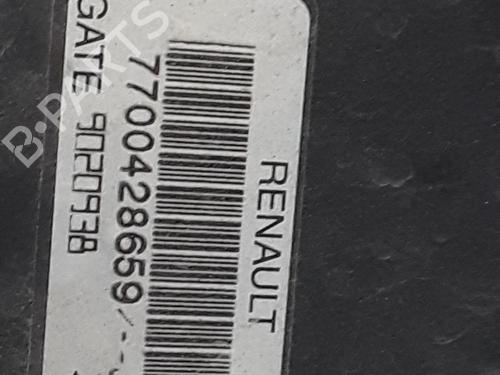 RENAULT
7700428659/--
GATE 9020938
B-PARTS